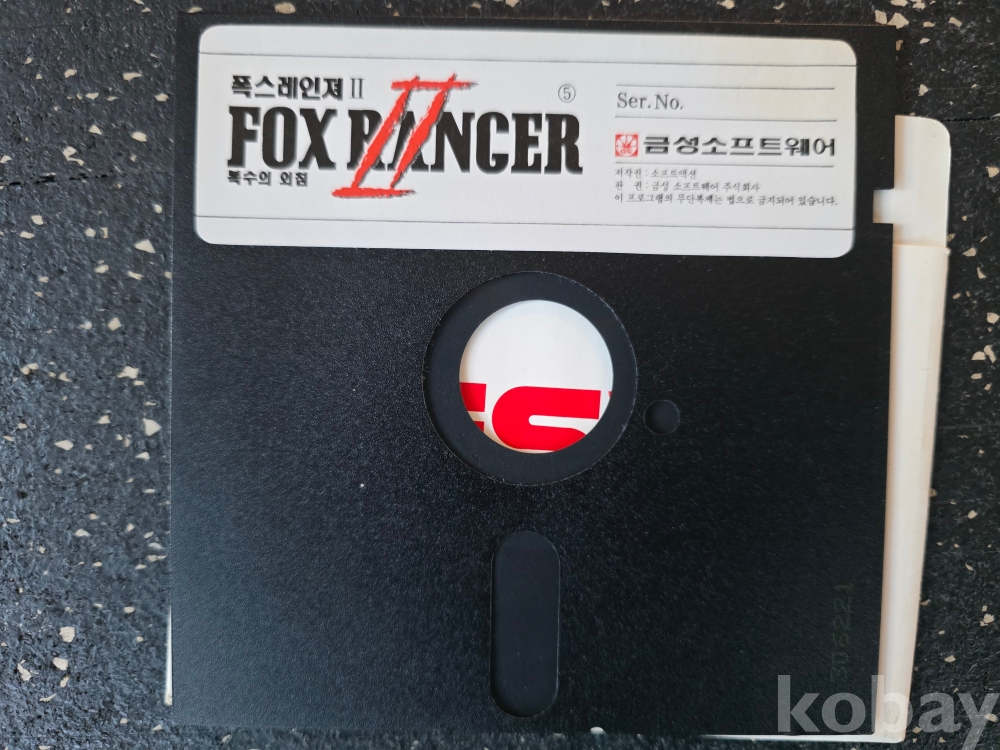 폭스레인져 II
⑤
FOX RANGER
II
복수의 외침
Ser.No.
금성소프트웨어
저작권 : 소프트액션
판 권 : 금성 소프트웨어 주식회사
이 프로그램의 무단복제는 법으로 금지되어 있습니다.
306221
kobay